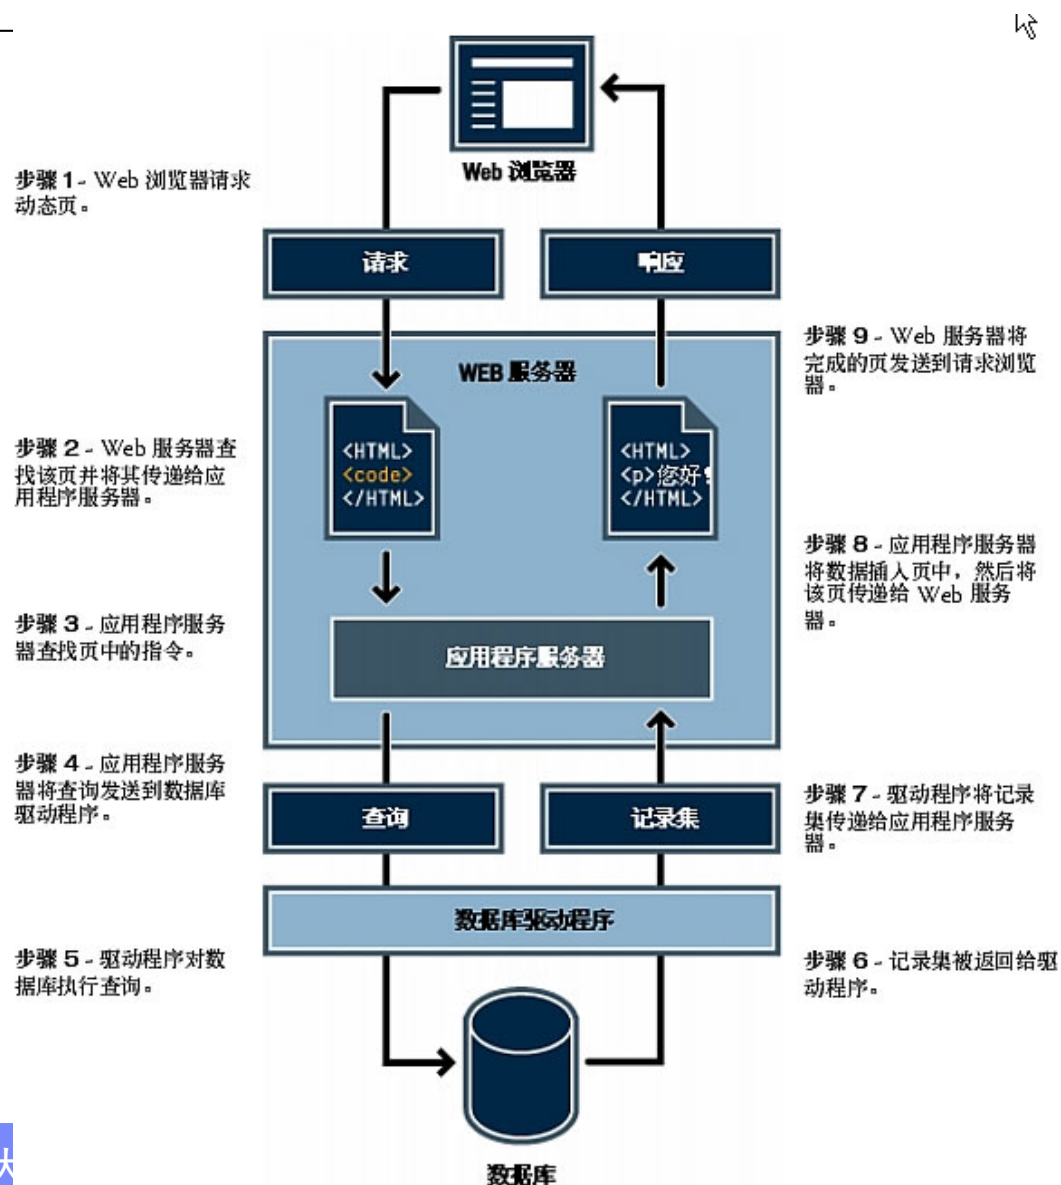 Web 浏览器
步骤 1 - Web 浏览器请求
动态页。
请求
响应
步骤 9 - Web 服务器将
完成的页发送到请求浏览
器。
WEB 服务器
<HTML>
<code>
</HTML>
<HTML>
<p>您好!
</HTML>
步骤 2 - Web 服务器查
找该页并将其传递给应
用程序服务器。
步骤 8 - 应用程序服务器
将数据插入页中，然后将
该页传递给 Web 服务
器。
步骤 3 - 应用程序服务
器查找页中的指令。
应用程序服务器
步骤 4 - 应用程序服务
器将查询发送到数据库
驱动程序。
查询
记录集
步骤 7 - 驱动程序将记录
集传递给应用程序服务
器。
数据库驱动程序
步骤 5 - 驱动程序对数
据库执行查询。
步骤 6 - 记录集被返回给驱
动程序。
数据库